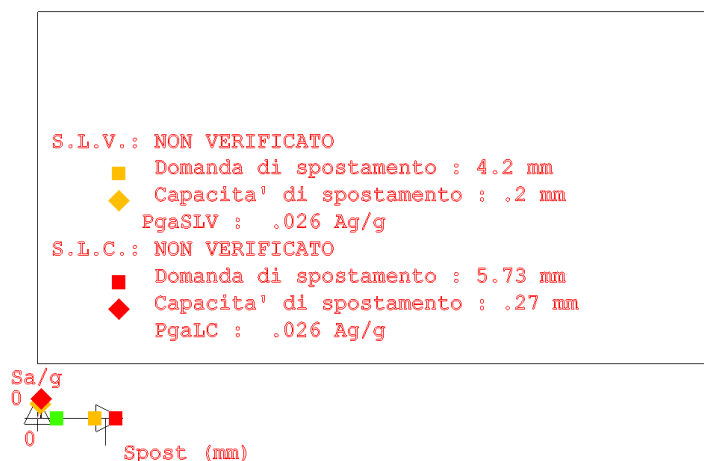 S.L.V.: NON VERIFICATO
Domanda di spostamento : 4.2 mm
Capacita' di spostamento : .2 mm
PgaSLV : .026 Ag/g
S.L.C.: NON VERIFICATO
Domanda di spostamento : 5.73 mm
Capacita' di spostamento : .27 mm
PgaLC : .026 Ag/g
Sa/g
0
0
Spost (mm)